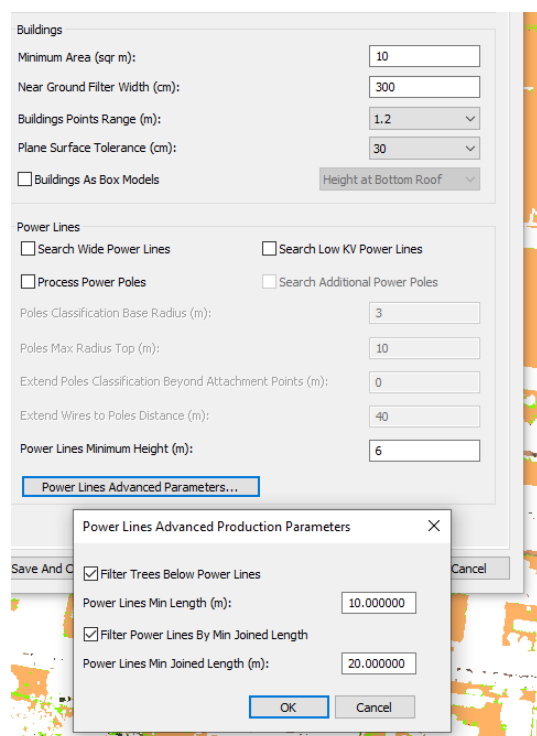 Buildings
Minimum Area (sqr m): 10
Near Ground Filter Width (cm): 300
Buildings Points Range (m): 1.2
Plane Surface Tolerance (cm): 30
Buildings As Box Models Height at Bottom Roof
Power Lines
Search Wide Power Lines Search Low KV Power Lines
Process Power Poles Search Additional Power Poles
Poles Classification Base Radius (m): 3
Poles Max Radius Top (m): 10
Extend Poles Classification Beyond Attachment Points (m): 0
Extend Wires to Poles Distance (m): 40
Power Lines Minimum Height (m): 6
Power Lines Advanced Parameters...
Save And Cancel
Power Lines Advanced Production Parameters
Filter Trees Below Power Lines
Power Lines Min Length (m): 10.000000
Filter Power Lines By Min Joined Length
Power Lines Min Joined Length (m): 20.000000
OK Cancel